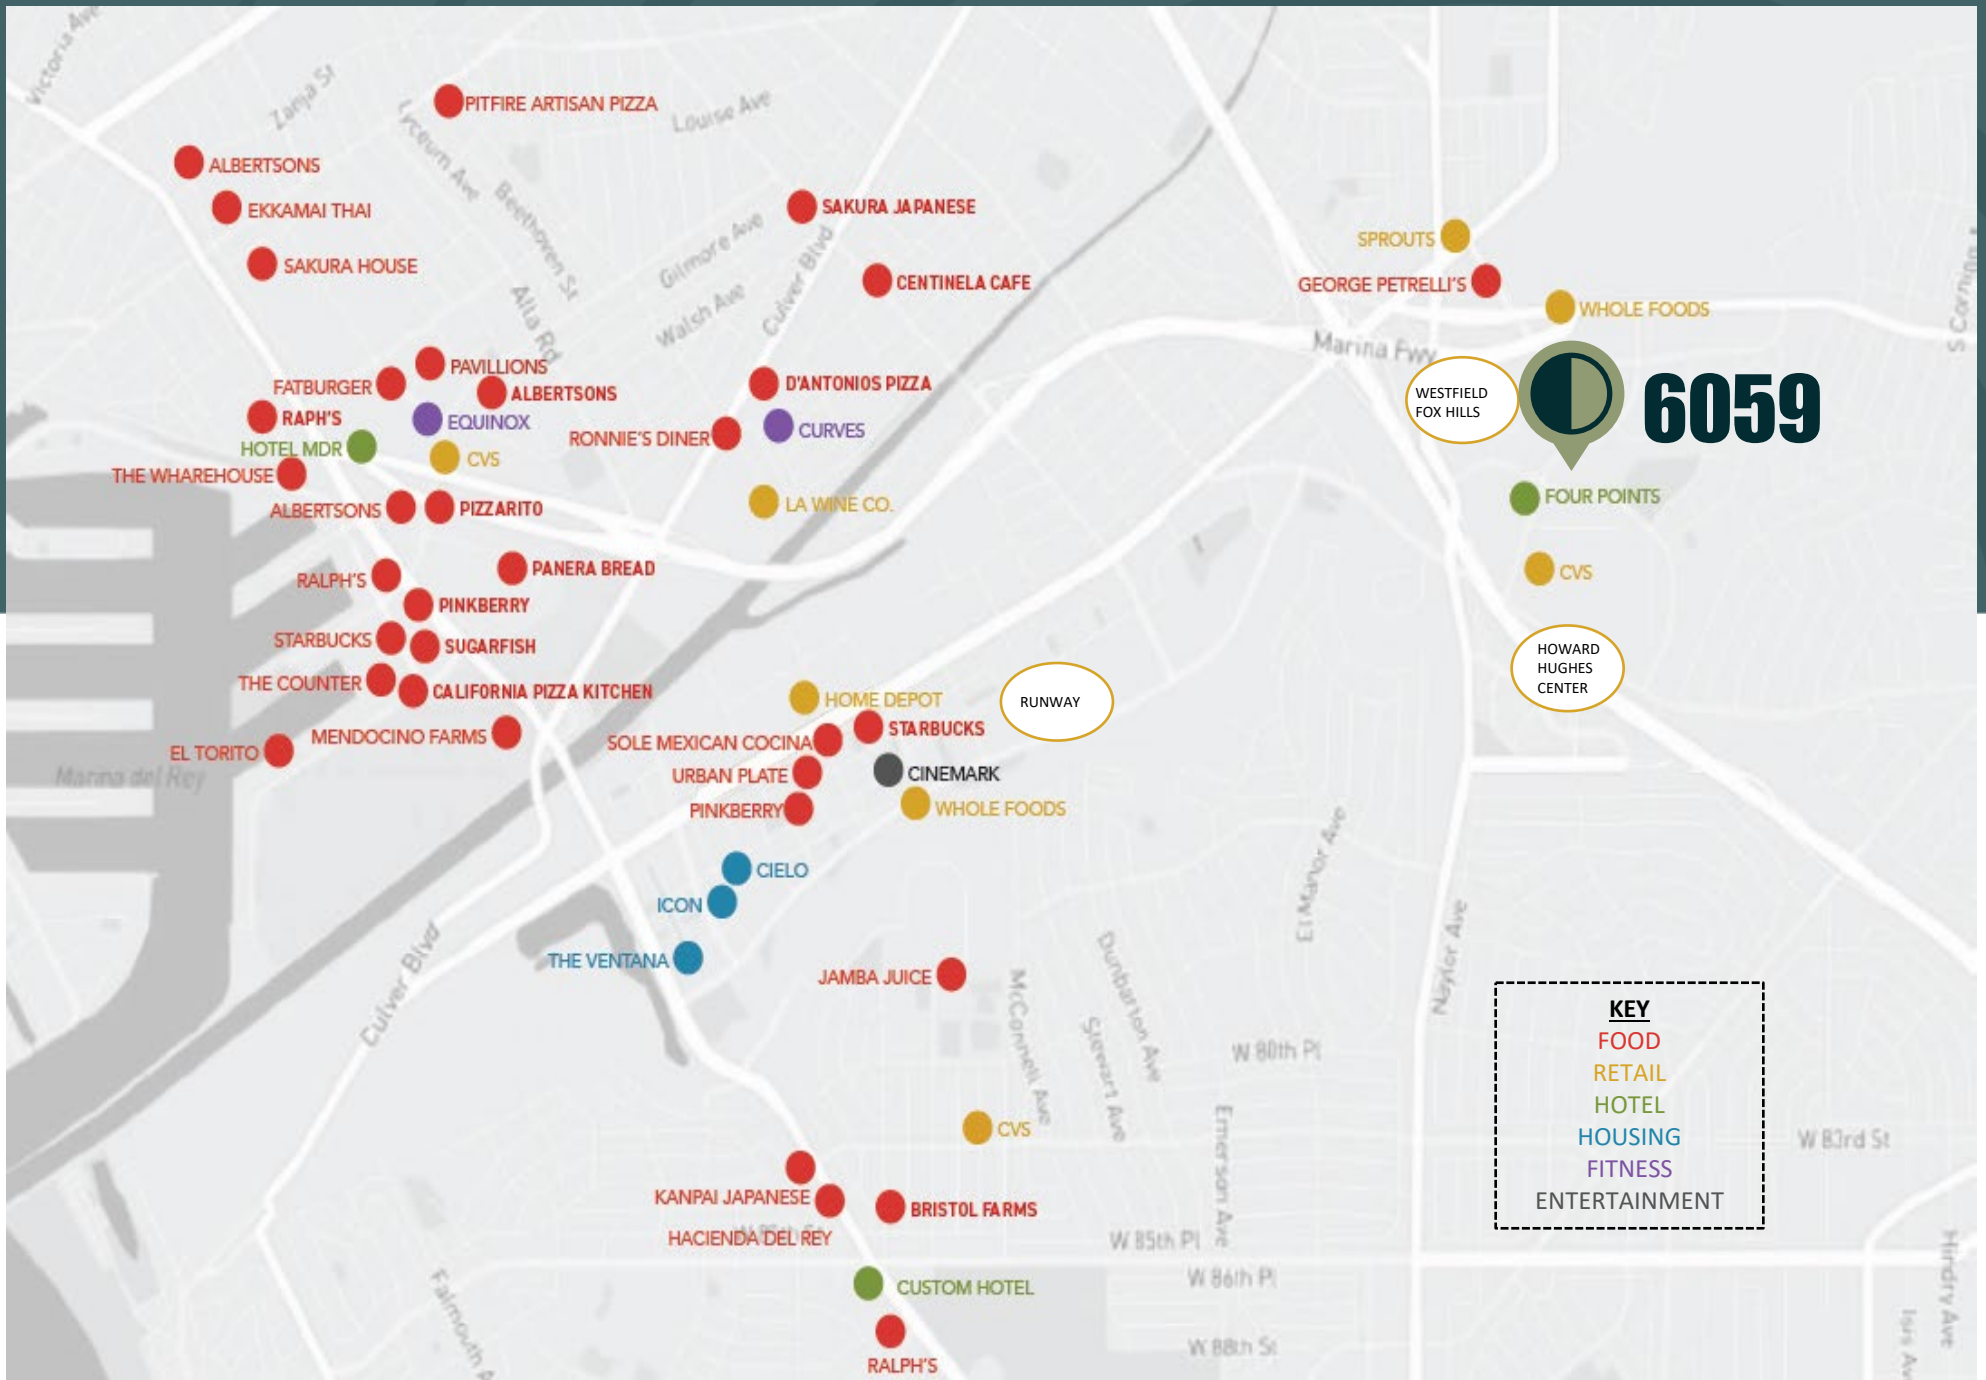 Victoria Ave
Zanja St
Lyceum Ave
PITFIRE ARTISAN PIZZA
Louise Ave
ALBERTSONS
EKKAMAI THAI
Beethoven St
SAKURA JAPANESE
SAKURA HOUSE
Gilmore Ave
Culver Blvd
CENTINELA CAFE
SPROUTS
GEORGE PETRELLI'S
WHOLE FOODS
Alla Rd
Walsh Ave
Marina Fwy
PAVILLIONS
FATBURGER
ALBERTSONS
D'ANTONIOS PIZZA
WESTFIELD
FOX HILLS
6059
RAPH'S
EQUINOX
RONNIE'S DINER
CURVES
HOTEL MDR
CVS
THE WHAREHOUSE
ALBERTSONS
PIZZARITO
LA WINE CO.
FOUR POINTS
RALPH'S
PANERA BREAD
CVS
PINKBERRY
STARBUCKS
SUGARFISH
HOWARD
HUGHES
CENTER
THE COUNTER
CALIFORNIA PIZZA KITCHEN
HOME DEPOT
RUNWAY
EL TORITO
MENDOCINO FARMS
SOLE MEXICAN COCINA
STARBUCKS
Marina del Rey
URBAN PLATE
CINEMARK
PINKBERRY
WHOLE FOODS
CIELO
El Manor Ave
ICON
Culver Blvd
THE VENTANA
JAMBA JUICE
McConnell Ave
Dunbarton Ave
Stewart Ave
Naylor Ave
W 80th Pl
KEY
FOOD
RETAIL
HOTEL
HOUSING
FITNESS
ENTERTAINMENT
CVS
Emerson Ave
W 83rd St
KANPAI JAPANESE
BRISTOL FARMS
HACIENDA DEL REY
W 85th Pl
W 86th Pl
CUSTOM HOTEL
W 88th St
RALPH'S
Falmouth A
Hindry Ave
Isis Av